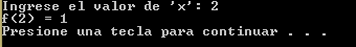 Ingrese el valor de 'x': 2
f(2) = 1
Presione una tecla para continuar . . .